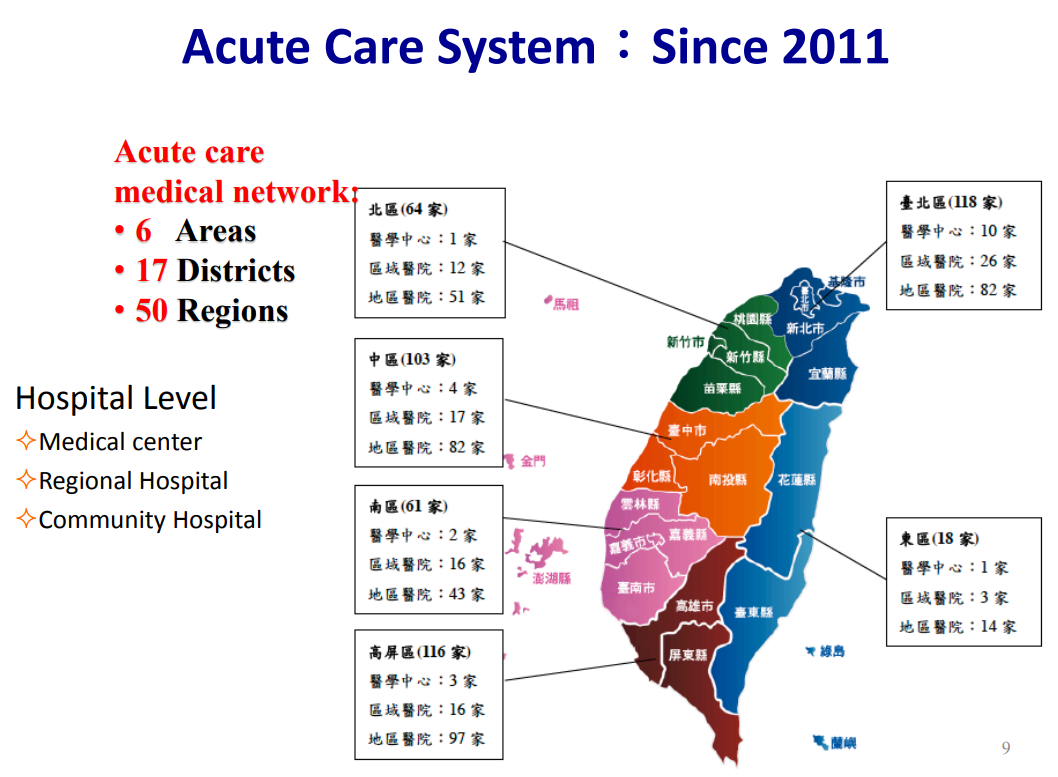 Acute Care System：Since 2011
Acute care
medical network:
• 6 Areas
• 17 Districts
• 50 Regions
Hospital Level
✧Medical center
✧Regional Hospital
✧Community Hospital
北區(64 家)
醫學中心：1 家
區域醫院：12 家
地區醫院：51 家
中區(103 家)
醫學中心：4 家
區域醫院：17 家
地區醫院：82 家
南區(61 家)
醫學中心：2 家
區域醫院：16 家
地區醫院：43 家
高屏區(116 家)
醫學中心：3 家
區域醫院：16 家
地區醫院：97 家
臺北區(118 家)
醫學中心：10 家
區域醫院：26 家
地區醫院：82 家
東區(18 家)
醫學中心：1 家
區域醫院：3 家
地區醫院：14 家
馬祖
基隆市
臺北市
桃園縣
新北市
新竹市
新竹縣
宜蘭縣
苗栗縣
臺中市
金門
彰化縣
南投縣
花蓮縣
雲林縣
嘉義市
嘉義縣
澎湖縣
臺南市
高雄市
臺東縣
屏東縣
綠島
蘭嶼
9